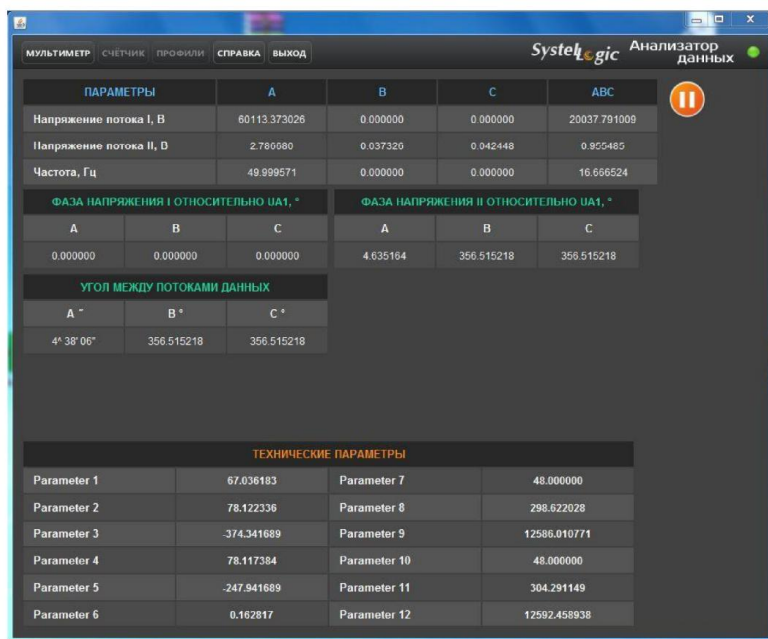 МУЛЬТИМЕТР СЧЁТЧИК ПРОФИЛИ СПРАВКА ВЫХОД SystelLogic Анализатор данных
ПАРАМЕТРЫ A B C ABC
Напряжение потока I, В 60113.373026 0.000000 0.000000 20037.791009
Напряжение потока II, В 2.786680 0.037326 0.042448 0.955485
Частота, Гц 49.999571 0.000000 0.000000 16.666524
ФАЗА НАПРЯЖЕНИЯ I ОТНОСИТЕЛЬНО UA1, ° ФАЗА НАПРЯЖЕНИЯ II ОТНОСИТЕЛЬНО UA1, °
A B C A B C
0.000000 0.000000 0.000000 4.635164 356.515218 356.515218
УГОЛ МЕЖДУ ПОТОКАМИ ДАННЫХ
A ˜ B ° C °
4^ 38' 06" 356.515218 356.515218
ТЕХНИЧЕСКИЕ ПАРАМЕТРЫ
Parameter 1 67.036183 Parameter 7 48.000000
Parameter 2 78.122336 Parameter 8 298.622028
Parameter 3 -374.341689 Parameter 9 12586.010771
Parameter 4 78.117384 Parameter 10 48.000000
Parameter 5 -247.941689 Parameter 11 304.291149
Parameter 6 0.162817 Parameter 12 12592.458938